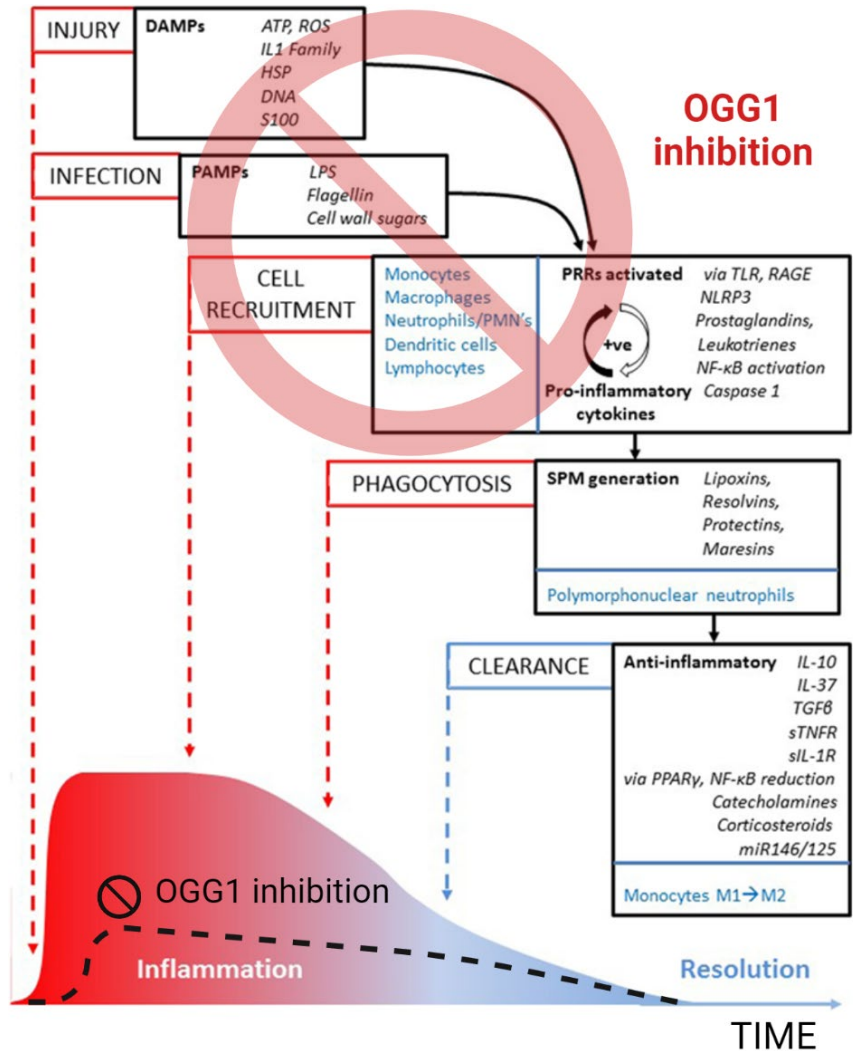 INJURY
DAMPs
ATP, ROS
IL1 Family
HSP
DNA
S100
OGG1
inhibition
INFECTION
PAMPs
LPS
Flagellin
Cell wall sugars
CELL
RECRUITMENT
Monocytes
Macrophages
Neutrophils/PMN's
Dendritic cells
Lymphocytes
PRRs activated
+ve
Pro-inflammatory
cytokines
via TLR, RAGE
NLRP3
Prostaglandins,
Leukotrienes
NF-κB activation
Caspase 1
PHAGOCYTOSIS
SPM generation
Lipoxins,
Resolvins,
Protectins,
Maresins
Polymorphonuclear neutrophils
CLEARANCE
Anti-inflammatory
IL-10
IL-37
TGFβ
sTNFR
sIL-1R
via PPARγ, NF-κB reduction
Catecholamines
Corticosteroids
miR146/125
Monocytes M1→M2
OGG1 inhibition
Inflammation
Resolution
TIME